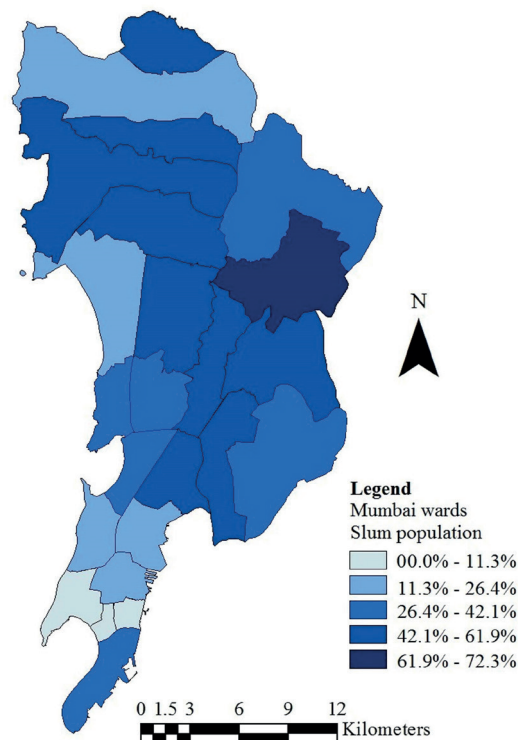 N
Legend
Mumbai wards
Slum population
00.0% - 11.3%
11.3% - 26.4%
26.4% - 42.1%
42.1% - 61.9%
61.9% - 72.3%
0 1.5 3 6 9 12
Kilometers